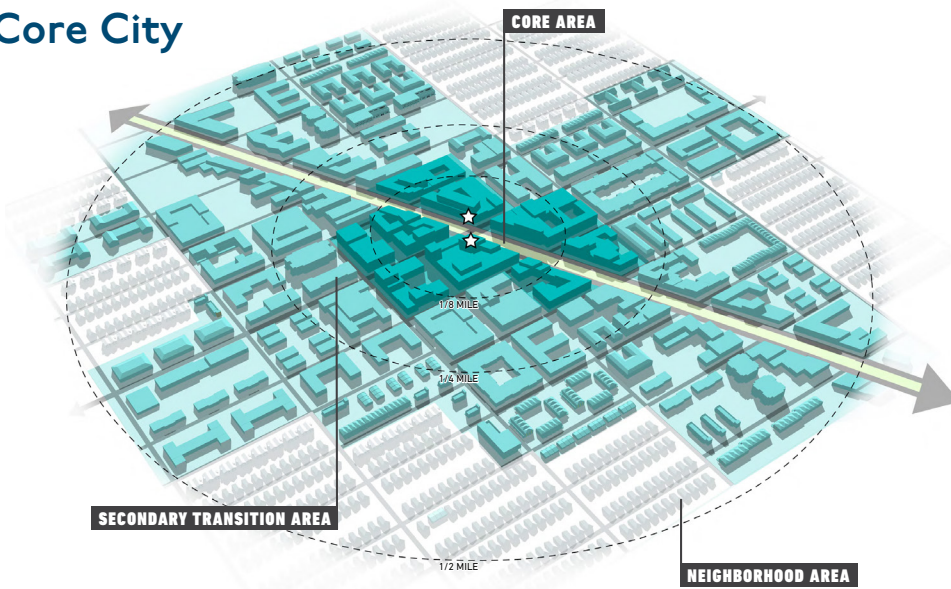 Core City
CORE AREA
1/8 MILE
1/4 MILE
SECONDARY TRANSITION AREA
1/2 MILE
NEIGHBORHOOD AREA